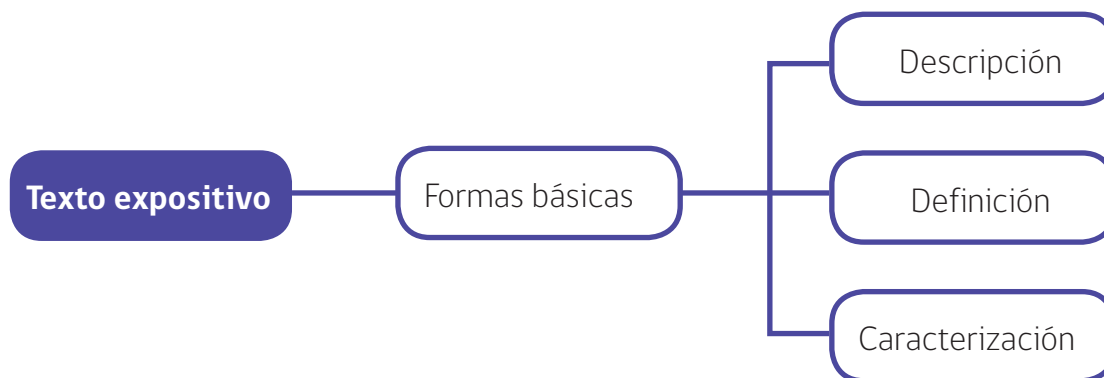 Texto expositivo
Formas básicas
Descripción
Definición
Caracterización